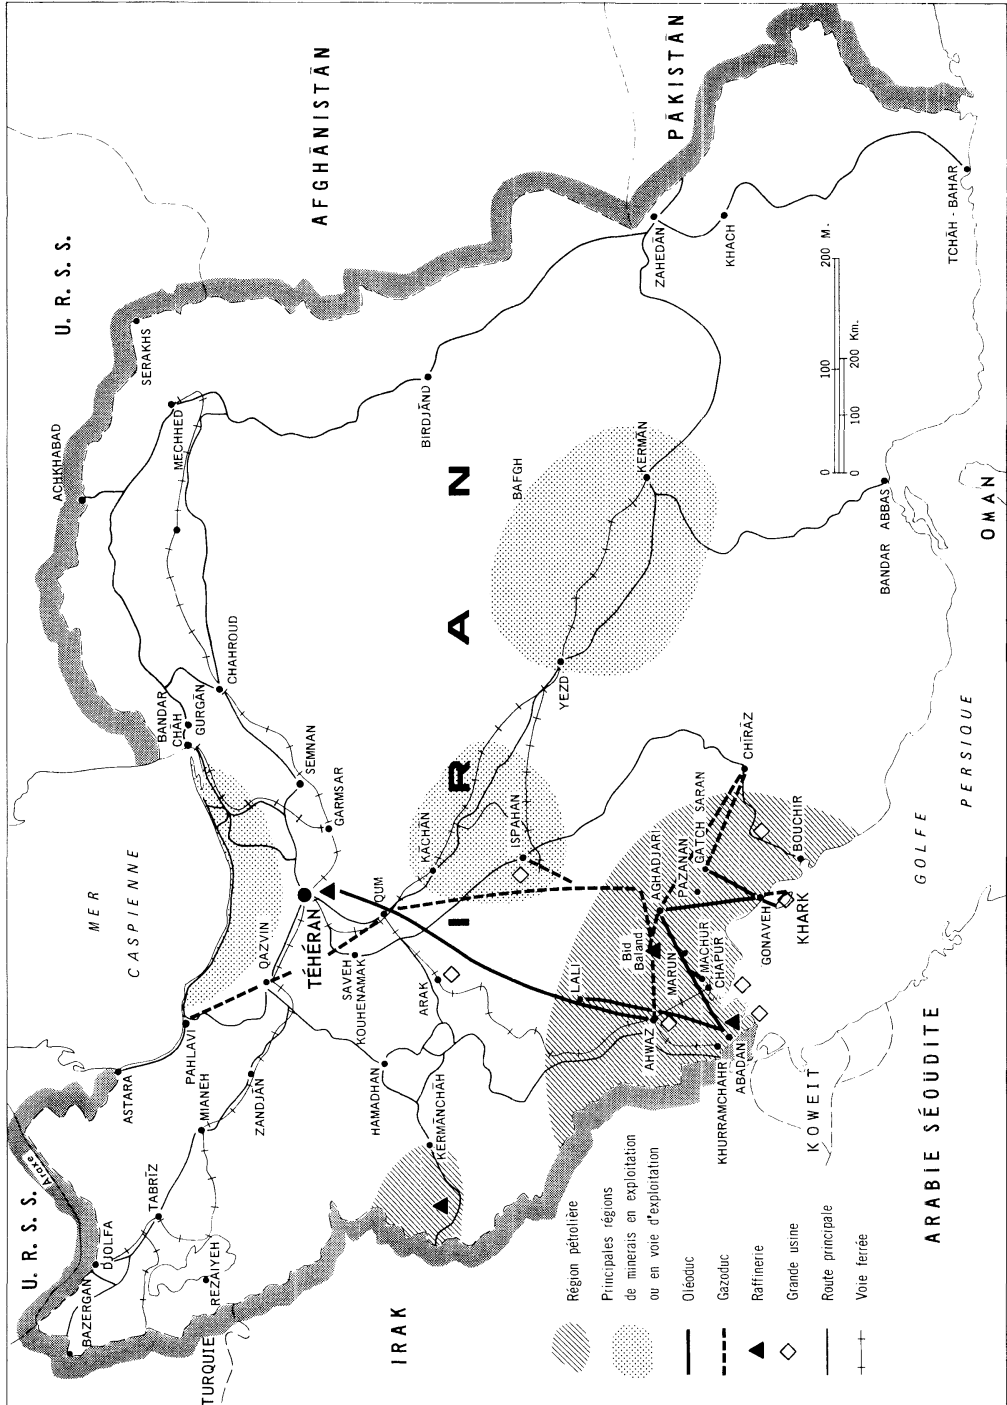 U. R. S. S.
U. R. S. S.
AFGHĀNISTĀN
PĀKISTĀN
TURQUIE
IRAK
KOWEIT
ARABIE SÉOUDITE
OMAN
MER
CASPIENNE
GOLFE
PERSIQUE
I R A N
Araxe
BAZERGAN
DJOLFA
TABRĪZ
REZAIYEH
MIANEH
ASTARA
PAHLAVI
ZANDJĀN
QAZVIN
TÉHÉRAN
SAVEH
KOUHENAMAK
QUM
GARMSAR
SEMNAN
BANDAR
CHĀH
GURGĀN
CHAHROUD
ACHKHABAD
MECHHED
SERAKHS
HAMADHAN
KERMĀNCHĀH
ARAK
KĀCHĀN
ISPAHAN
YEZD
BAFGH
KERMĀN
BIRDJĀND
ZAHEDĀN
KHACH
TCHĀH - BAHAR
BANDAR ABBAS
LALI
AHWAZ
Bid
Baland
MARUN
AGHADJARI
PAZANAN
GATCH SARAN
MACHUR
CHAPUR
KHURRAMCHAHR
ABADAN
GONAVEH
KHARK
BOUCHIR
CHĪRĀZ
0 100 200 M.
0 100 200 Km.
Région pétrolière
Principales régions
de minerais en exploitation
ou en voie d'exploitation
Oléoduc
Gazoduc
Raffinerie
Grande usine
Route principale
Voie ferrée